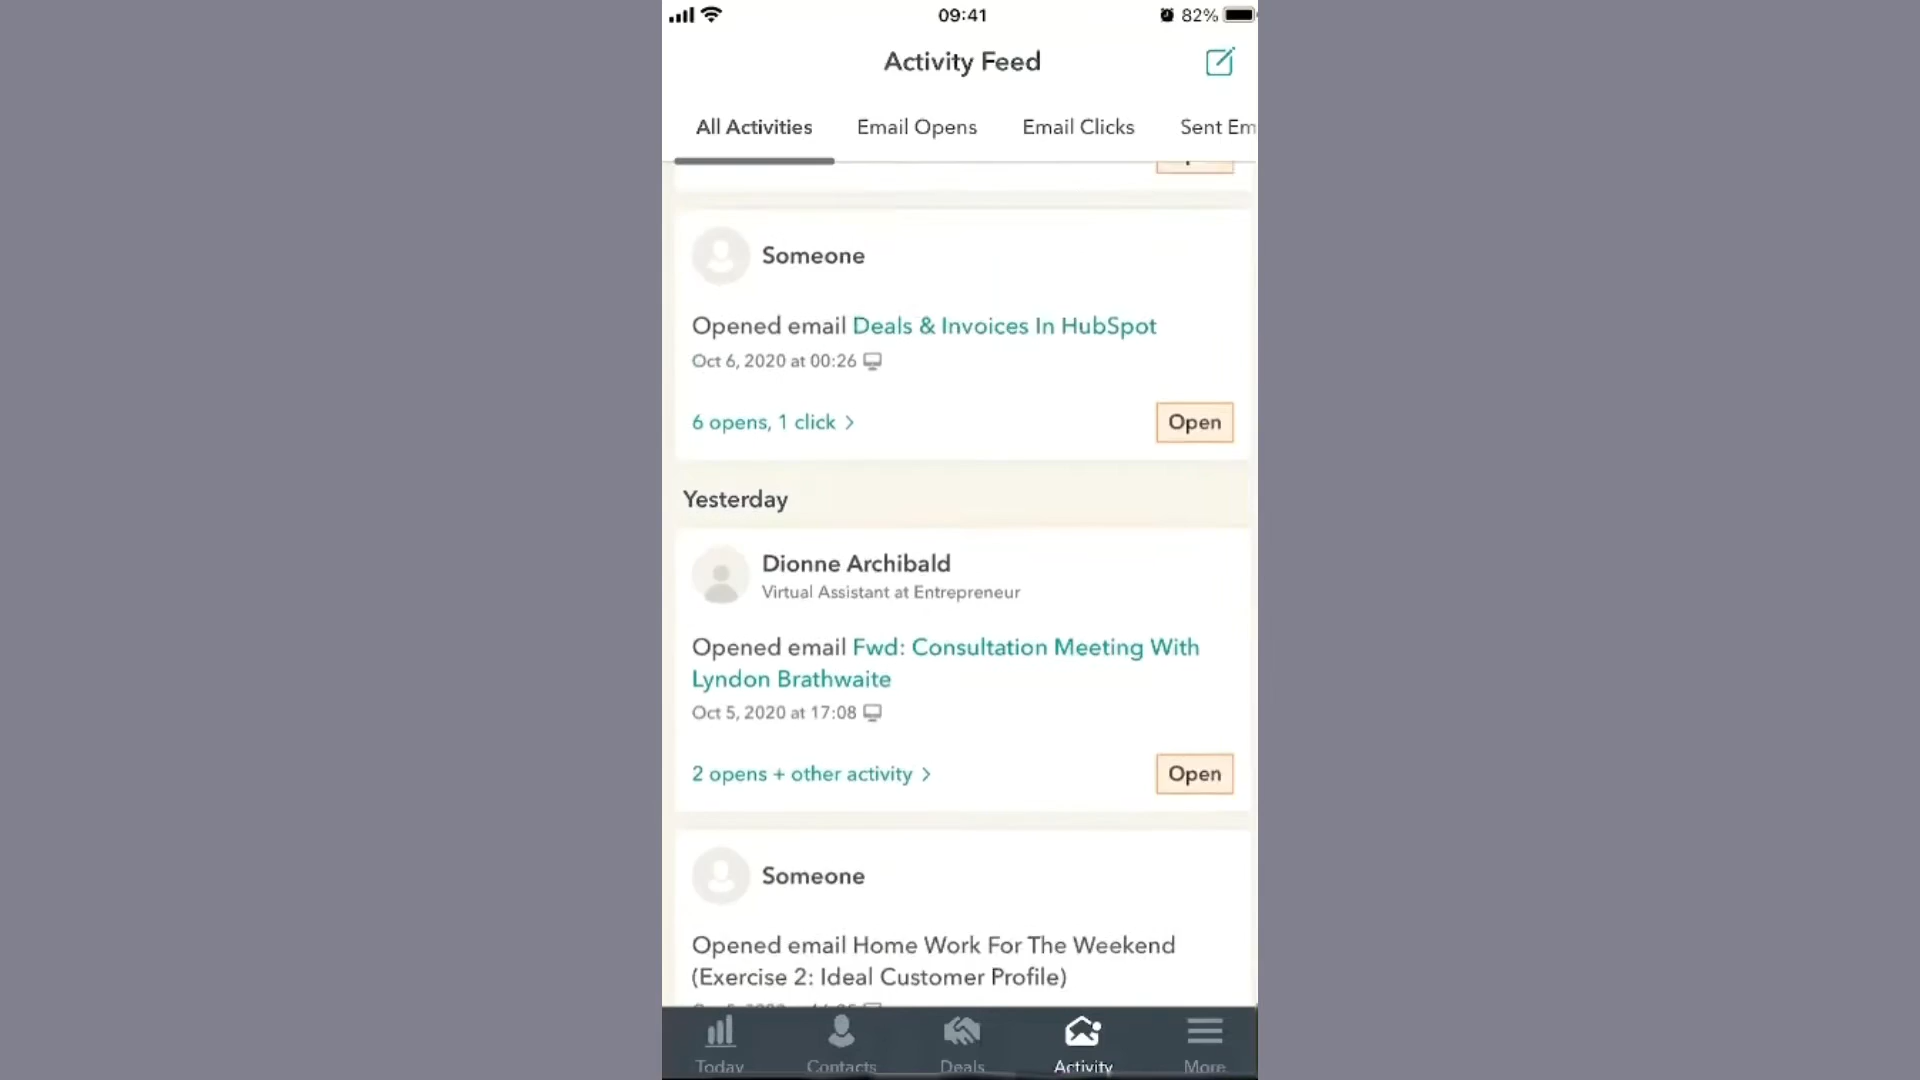 09:41
82%
Activity Feed
All Activities
Email Opens
Email Clicks
Sent Em
Someone
Opened email Deals & Invoices In HubSpot
Oct 6, 2020 at 00:26
6 opens, 1 click >
Open
Yesterday
Dionne Archibald
Virtual Assistant at Entrepreneur
Opened email Fwd: Consultation Meeting With
Lyndon Brathwaite
Oct 5, 2020 at 17:08
2 opens + other activity >
Open
Someone
Opened email Home Work For The Weekend
(Exercise 2: Ideal Customer Profile)
Today
Contacts
Deals
Activity
More